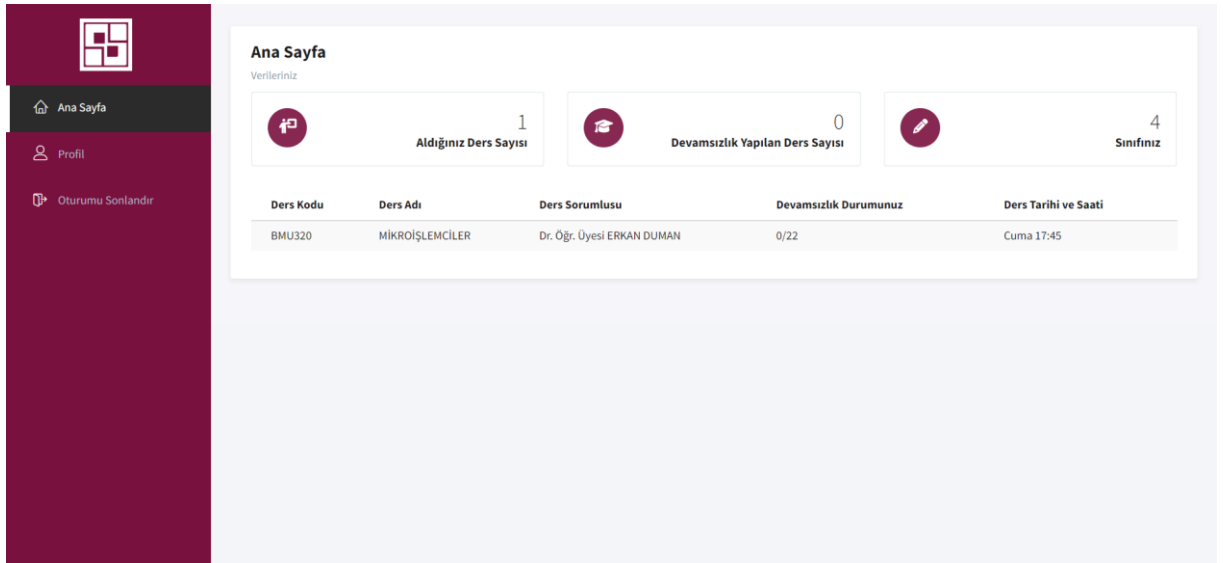 Ana Sayfa
Profil
Oturumu Sonlandır
Ana Sayfa
Verileriniz
1
Aldığınız Ders Sayısı
0
Devamsızlık Yapılan Ders Sayısı
4
Sınıfınız
Ders Kodu Ders Adı Ders Sorumlusu Devamsızlık Durumunuz Ders Tarihi ve Saati
BMU320 MİKROİŞLEMCİLER Dr. Öğr. Üyesi ERKAN DUMAN 0/22 Cuma 17:45